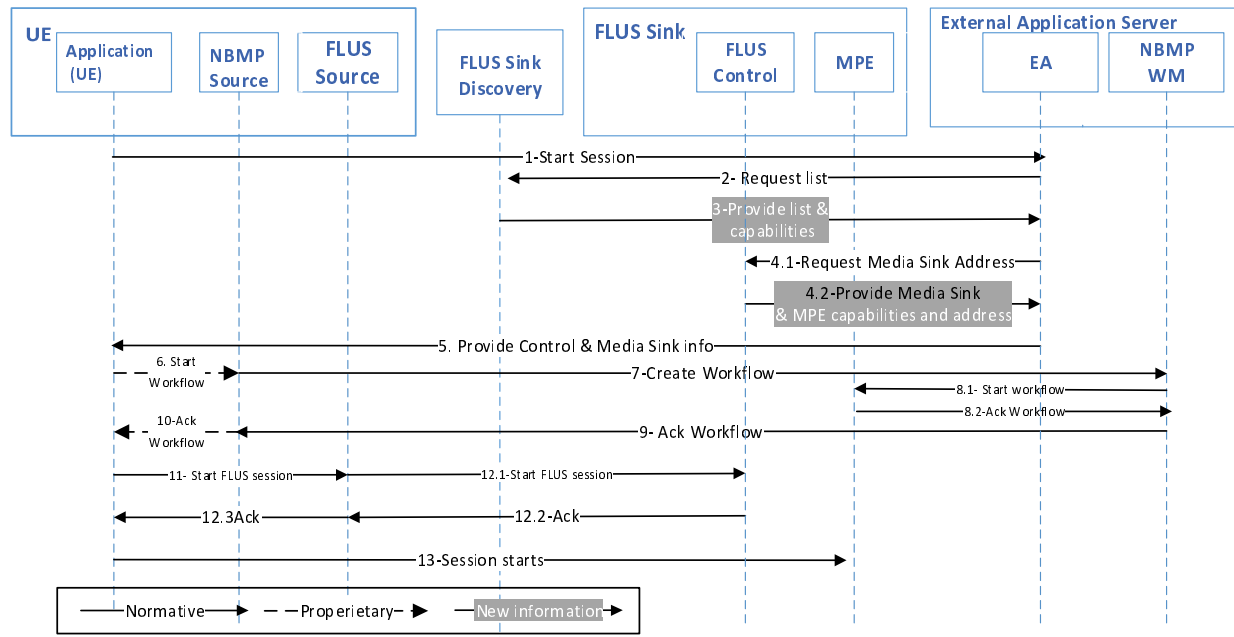 UE
Application
(UE)
NBMP
Source
FLUS
Source
FLUS Sink
Discovery
FLUS Sink
FLUS
Control
MPE
External Application Server
EA
NBMP
WM
1-Start Session
2- Request list
3-Provide list &
capabilities
4.1-Request Media Sink Address
4.2-Provide Media Sink
& MPE capabilities and address
5. Provide Control & Media Sink info
6. Start
Workflow
7-Create Workflow
8.1- Start workflow
8.2-Ack Workflow
9- Ack Workflow
10-Ack
Workflow
11- Start FLUS session
12.1-Start FLUS session
12.2-Ack
12.3Ack
13-Session starts
Normative
Properietary
New information